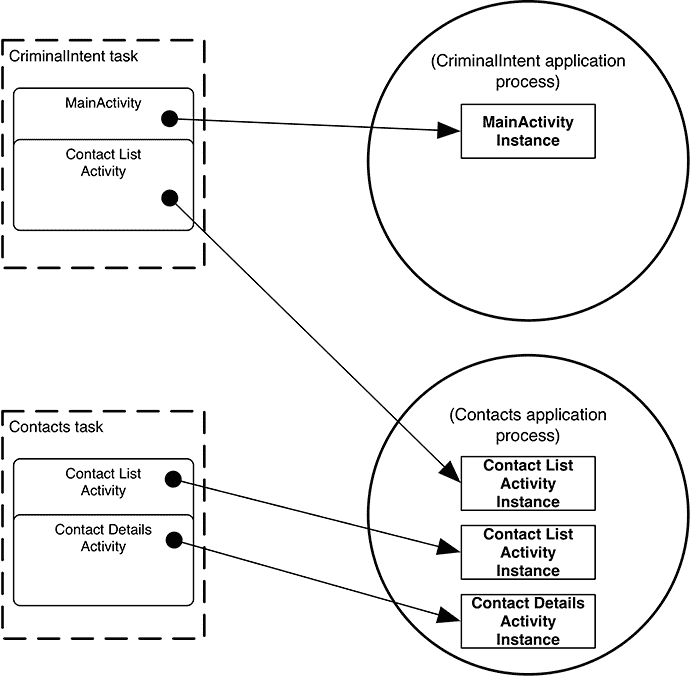 CriminalIntent task
MainActivity
Contact List
Activity
(CriminalIntent application
process)
MainActivity
Instance
Contacts task
Contact List
Activity
Contact Details
Activity
(Contacts application
process)
Contact List
Activity
Instance
Contact List
Activity
Instance
Contact Details
Activity
Instance